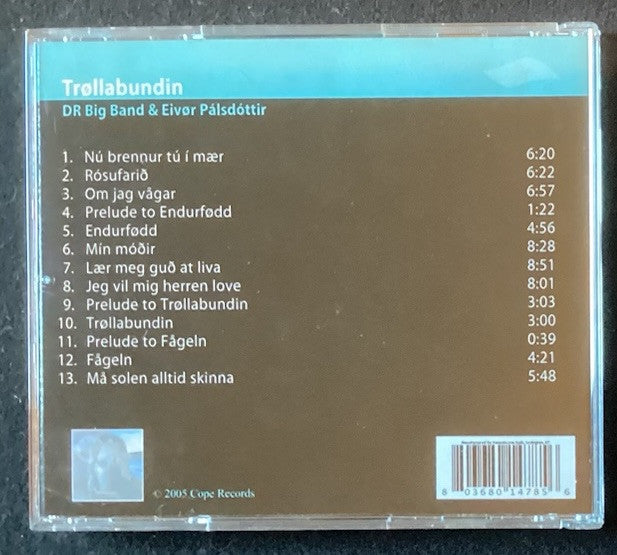 Trøllabundin
DR Big Band & Eivør Pálsdóttir
1. Nú brennur tú í mær 6:20
2. Rósufarið 6:22
3. Om jag vågar 6:57
4. Prelude to Endurfødd 1:22
5. Endurfødd 4:56
6. Mín móðir 8:28
7. Lær meg guð at liva 8:51
8. Jeg vil mig herren love 8:01
9. Prelude to Trøllabundin 3:03
10. Trøllabundin 3:00
11. Prelude to Fågeln 0:39
12. Fågeln 4:21
13. Må solen alltid skinna 5:48
© 2005 Cope Records
8 03680 14785 6